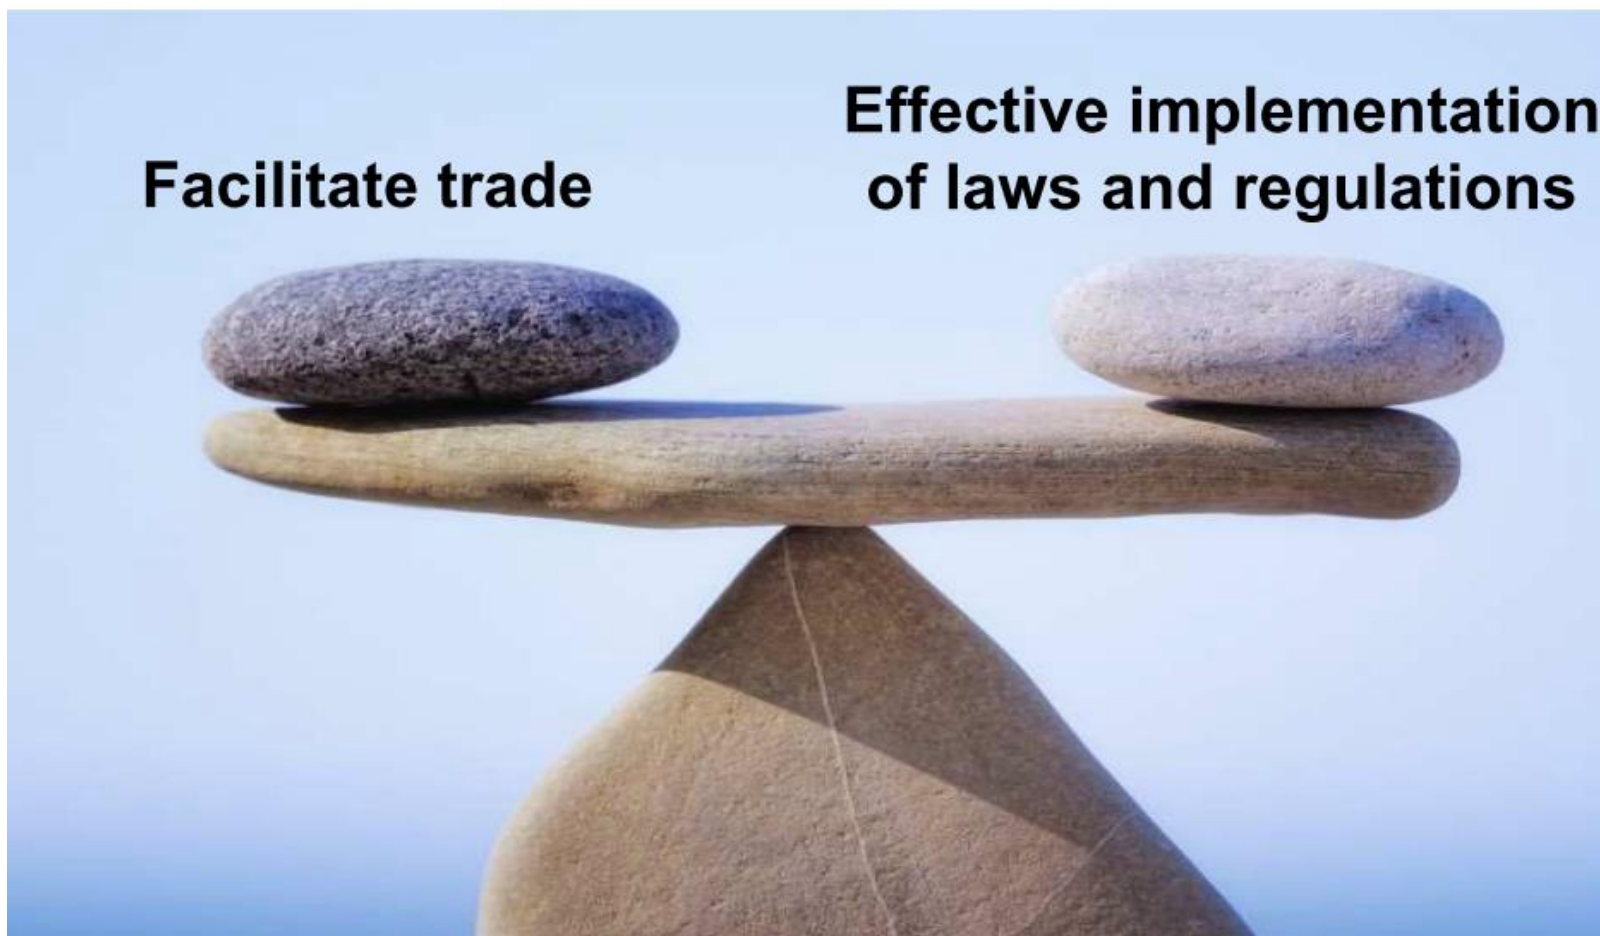 Facilitate trade
Effective implementation
of laws and regulations